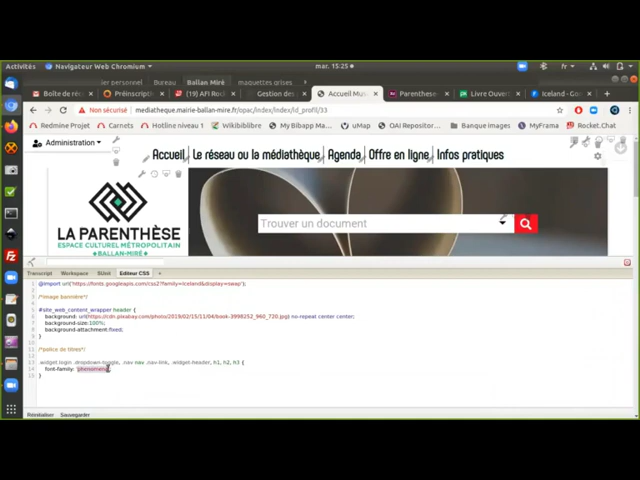 Activités
Navigateur Web Chromium
mar. 15:25
fr
Bureau
Ballan Miré
maquettes grises
Boîte de ré
Préinscriptio
(19) AFI Rock
Gestion des
Accueil Mus
Parenthese
Livre Ouvert
Iceland - Goo
Non sécurisé
mediatheque.mairie-ballan-mire.fr/opac/index/index/id_profil/33
Redmine Projet
Carnets
Hotline niveau 1
Wikibiblibre
My Bibapp Ma...
uMap
OAI Repositor...
Banque images
MyFrama
Rocket.Chat
Administration
Accueil
Le réseau ou la médiathèque
Agenda
Offre en ligne
Infos pratiques
LA PARENTHÈSE
ESPACE CULTUREL MÉTROPOLITAIN
BALLAN-MIRÉ
Trouver un document
Transcript
Workspace
SUnit
Editeur CSS
+
@import url('https://fonts.googleapis.com/css2?family=Iceland&display=swap');
/*image bannière*/
#site_web_content_wrapper header {
background: url(https://cdn.pixabay.com/photo/2019/02/15/11/04/book-3998252_960_720.jpg) no-repeat center center;
background-size:100%;
background-attachment:fixed;
/*police de titres*/
.widget.login .dropdown-toggle, .nav nav .nav-link, .widget-header, h1, h2, h3 {
font-family:
}
Réinitialiser
Sauvegarder